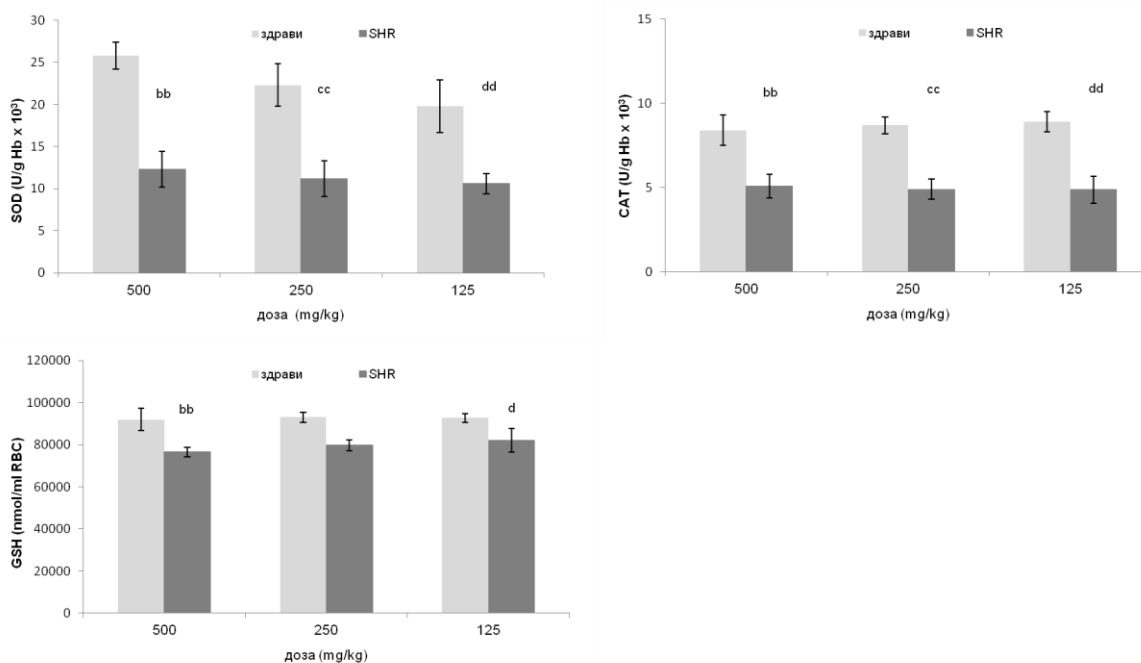 SOD (U/g Hb x 10³)
30
25
20
15
10
5
0
здрави SHR
bb cc dd
500 250 125
доза (mg/kg)
CAT (U/g Hb x 10³)
15
10
5
0
здрави SHR
bb cc dd
500 250 125
доза (mg/kg)
GSH (nmol/ml RBC)
120000
100000
80000
60000
40000
20000
0
здрави SHR
bb d
500 250 125
доза (mg/kg)